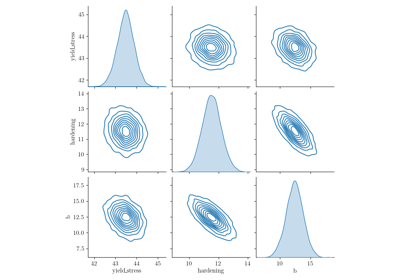 45
44
43
42
yield_stress
14
13
12
11
10
9
hardening
17.5
15.0
12.5
10.0
7.5
b
42 43 44 45
yield_stress
10 12 14
hardening
10 15
b